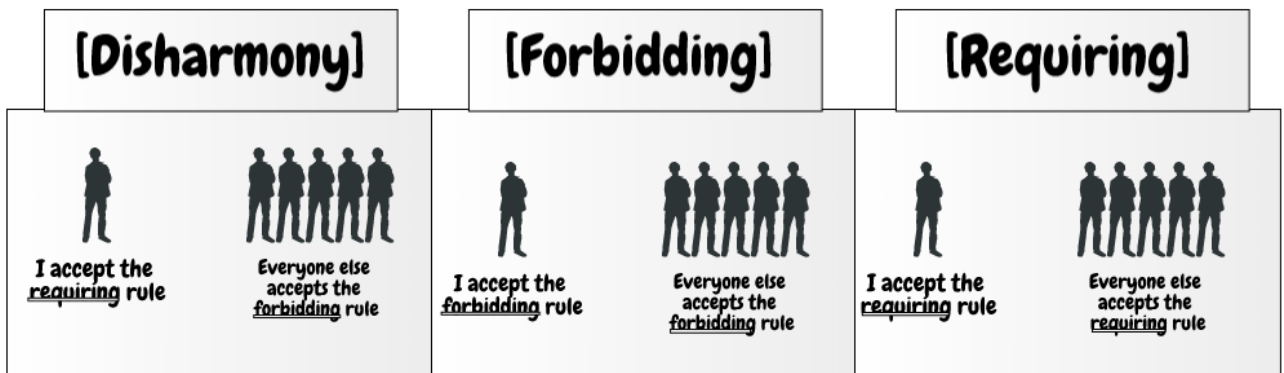 [Disharmony]
I accept the
requiring rule
Everyone else
accepts the
forbidding rule
[Forbidding]
I accept the
forbidding rule
Everyone else
accepts the
forbidding rule
[Requiring]
I accept the
requiring rule
Everyone else
accepts the
requiring rule